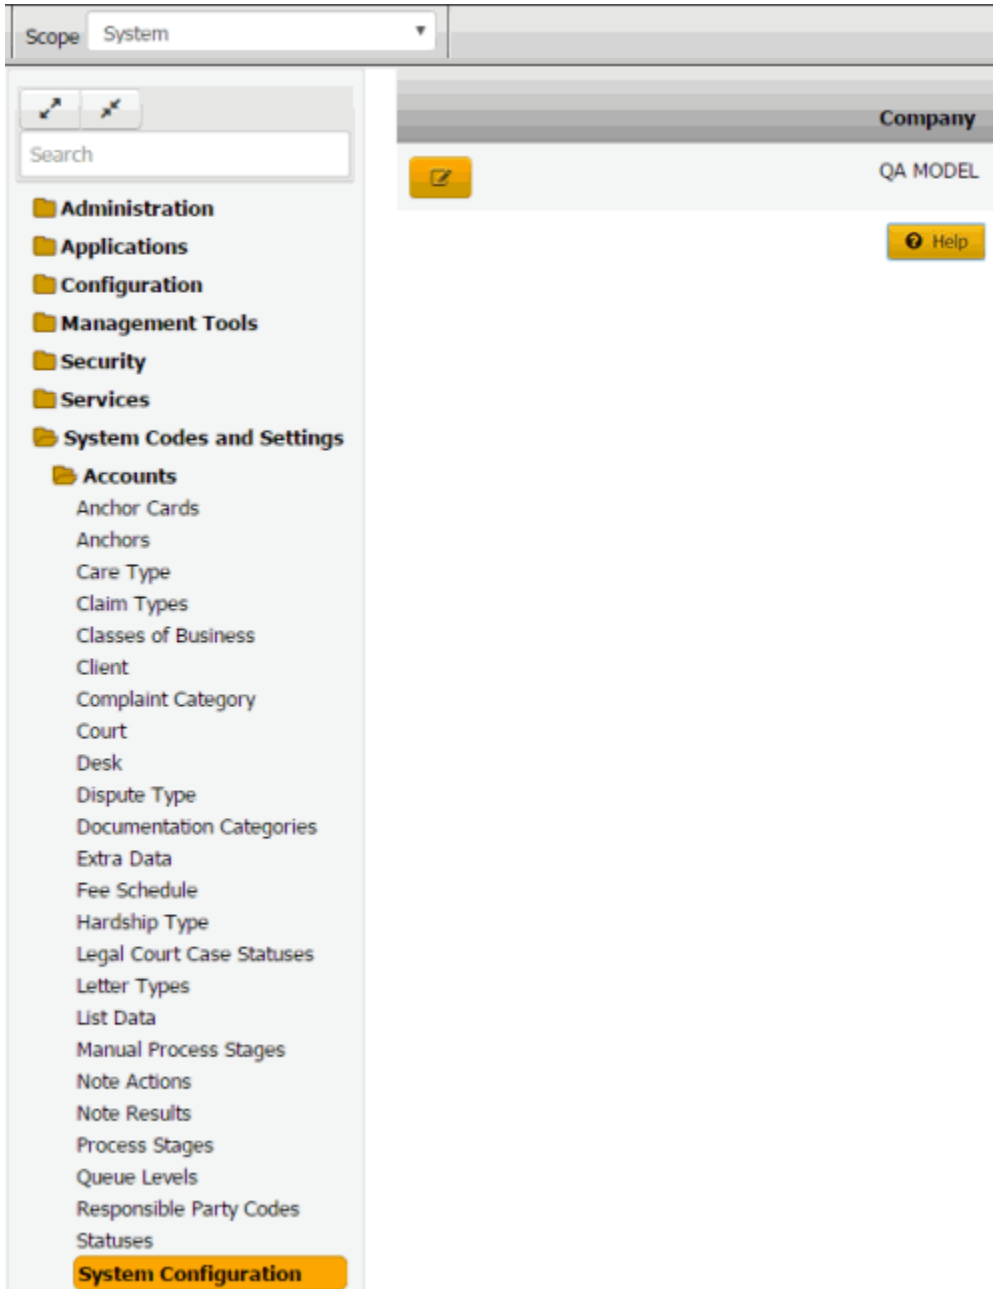 Scope System
Search
Company
QA MODEL
Help
Administration
Applications
Configuration
Management Tools
Security
Services
System Codes and Settings
Accounts
Anchor Cards
Anchors
Care Type
Claim Types
Classes of Business
Client
Complaint Category
Court
Desk
Dispute Type
Documentation Categories
Extra Data
Fee Schedule
Hardship Type
Legal Court Case Statuses
Letter Types
List Data
Manual Process Stages
Note Actions
Note Results
Process Stages
Queue Levels
Responsible Party Codes
Statuses
System Configuration